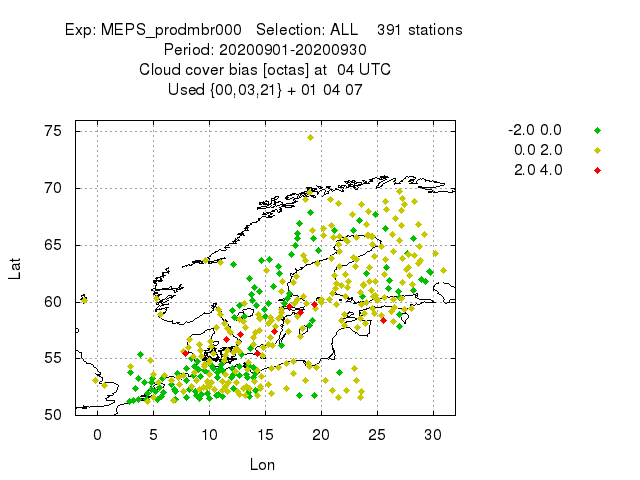 Exp: MEPS_prodmbr000 Selection: ALL 391 stations
Period: 20200901-20200930
Cloud cover bias [octas] at 04 UTC
Used {00,03,21} + 01 04 07
-2.0 0.0
0.0 2.0
2.0 4.0
75
70
65
60
55
50
Lat
0 5 10 15 20 25 30
Lon